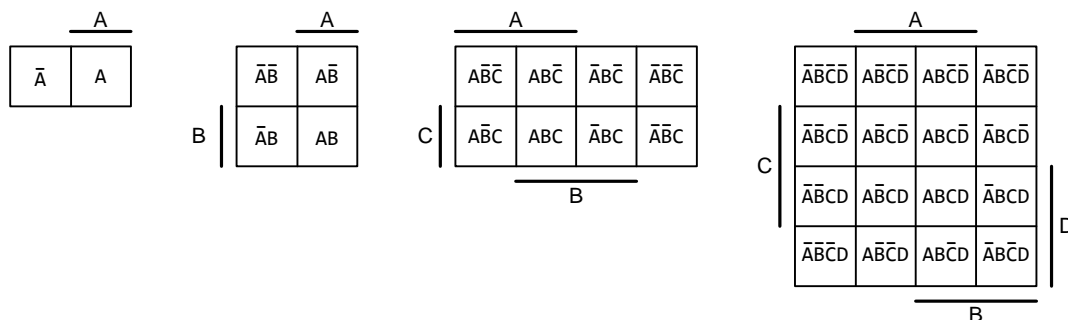 A
Ā A
A
ĀB̄ AB̄
B ĀB AB
A
AB̄C̄ ABC̄ ĀBC̄ ĀB̄C̄
C AB̄C ABC ĀBC ĀB̄C
B
A
ĀB̄C̄D̄ AB̄C̄D̄ ABC̄D̄ ĀBC̄D̄
ĀB̄CD̄ AB̄CD̄ ABCD̄ ĀBCD̄
C
ĀB̄CD AB̄CD ABCD ĀBCD
D
ĀB̄C̄D AB̄C̄D ABC̄D ĀBC̄D
B